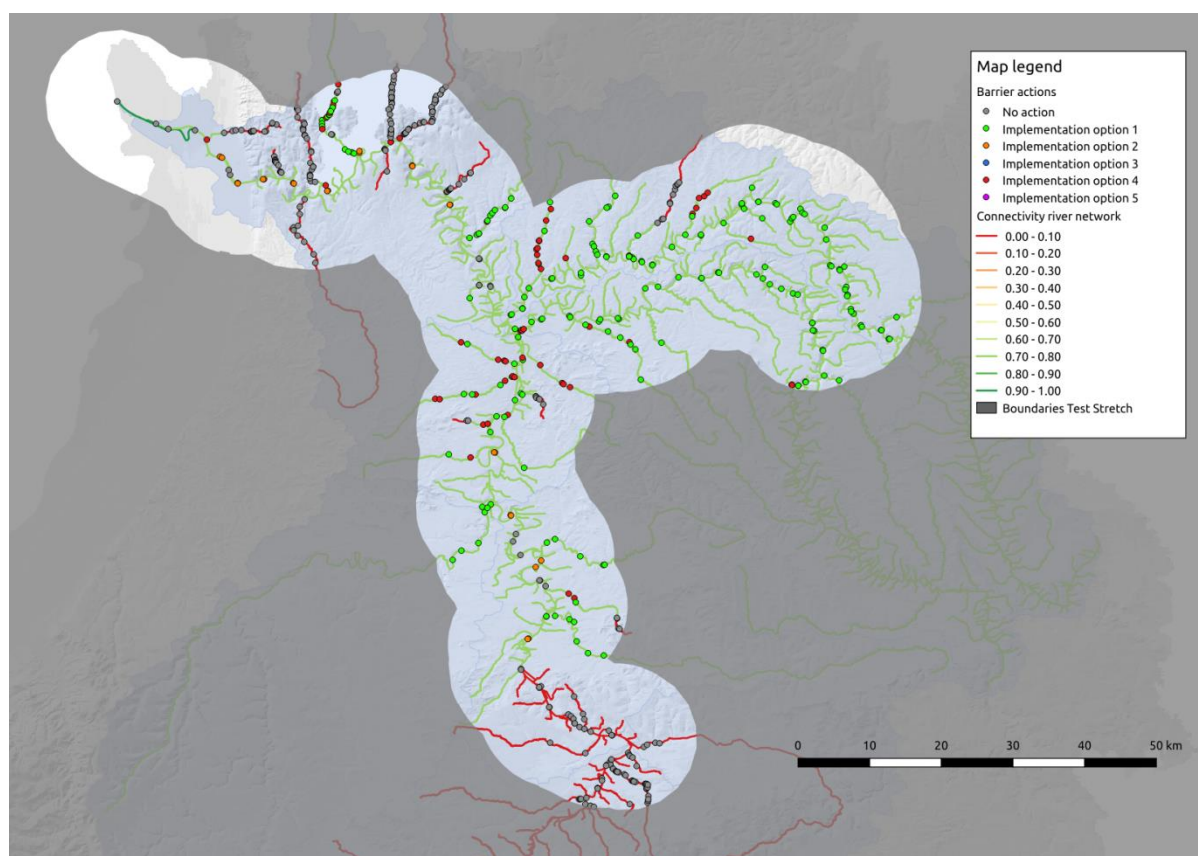 Map legend
Barrier actions
No action
Implementation option 1
Implementation option 2
Implementation option 3
Implementation option 4
Implementation option 5
Connectivity river network
0.00 - 0.10
0.10 - 0.20
0.20 - 0.30
0.30 - 0.40
0.40 - 0.50
0.50 - 0.60
0.60 - 0.70
0.70 - 0.80
0.80 - 0.90
0.90 - 1.00
Boundaries Test Stretch
0 10 20 30 40 50 km